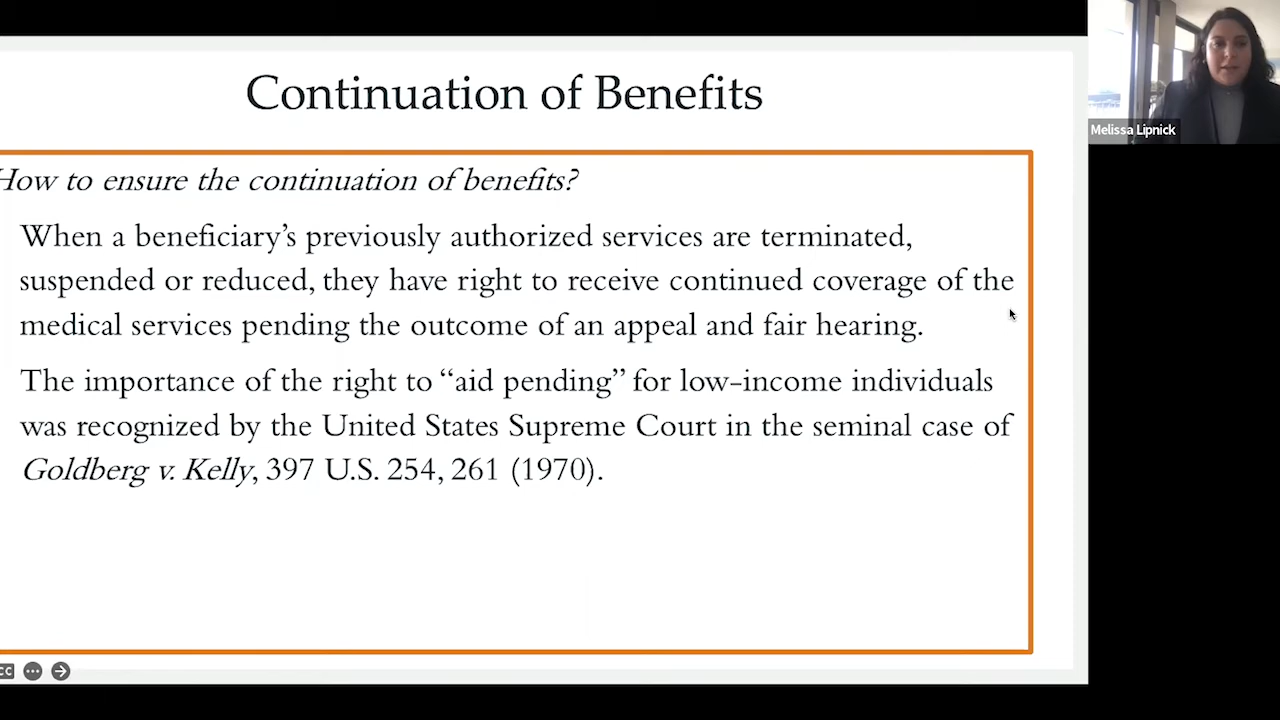 Continuation of Benefits
Melissa Lipnick
How to ensure the continuation of benefits?
When a beneficiary’s previously authorized services are terminated,
suspended or reduced, they have right to receive continued coverage of the
medical services pending the outcome of an appeal and fair hearing.
The importance of the right to “aid pending” for low-income individuals
was recognized by the United States Supreme Court in the seminal case of
Goldberg v. Kelly, 397 U.S. 254, 261 (1970).
CC